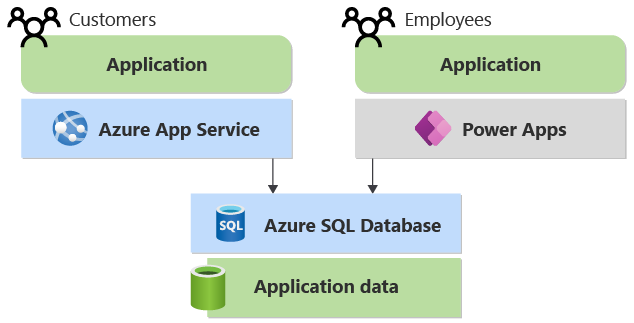 Customers
Employees
Application
Application
Azure App Service
Power Apps
SQL
Azure SQL Database
Application data